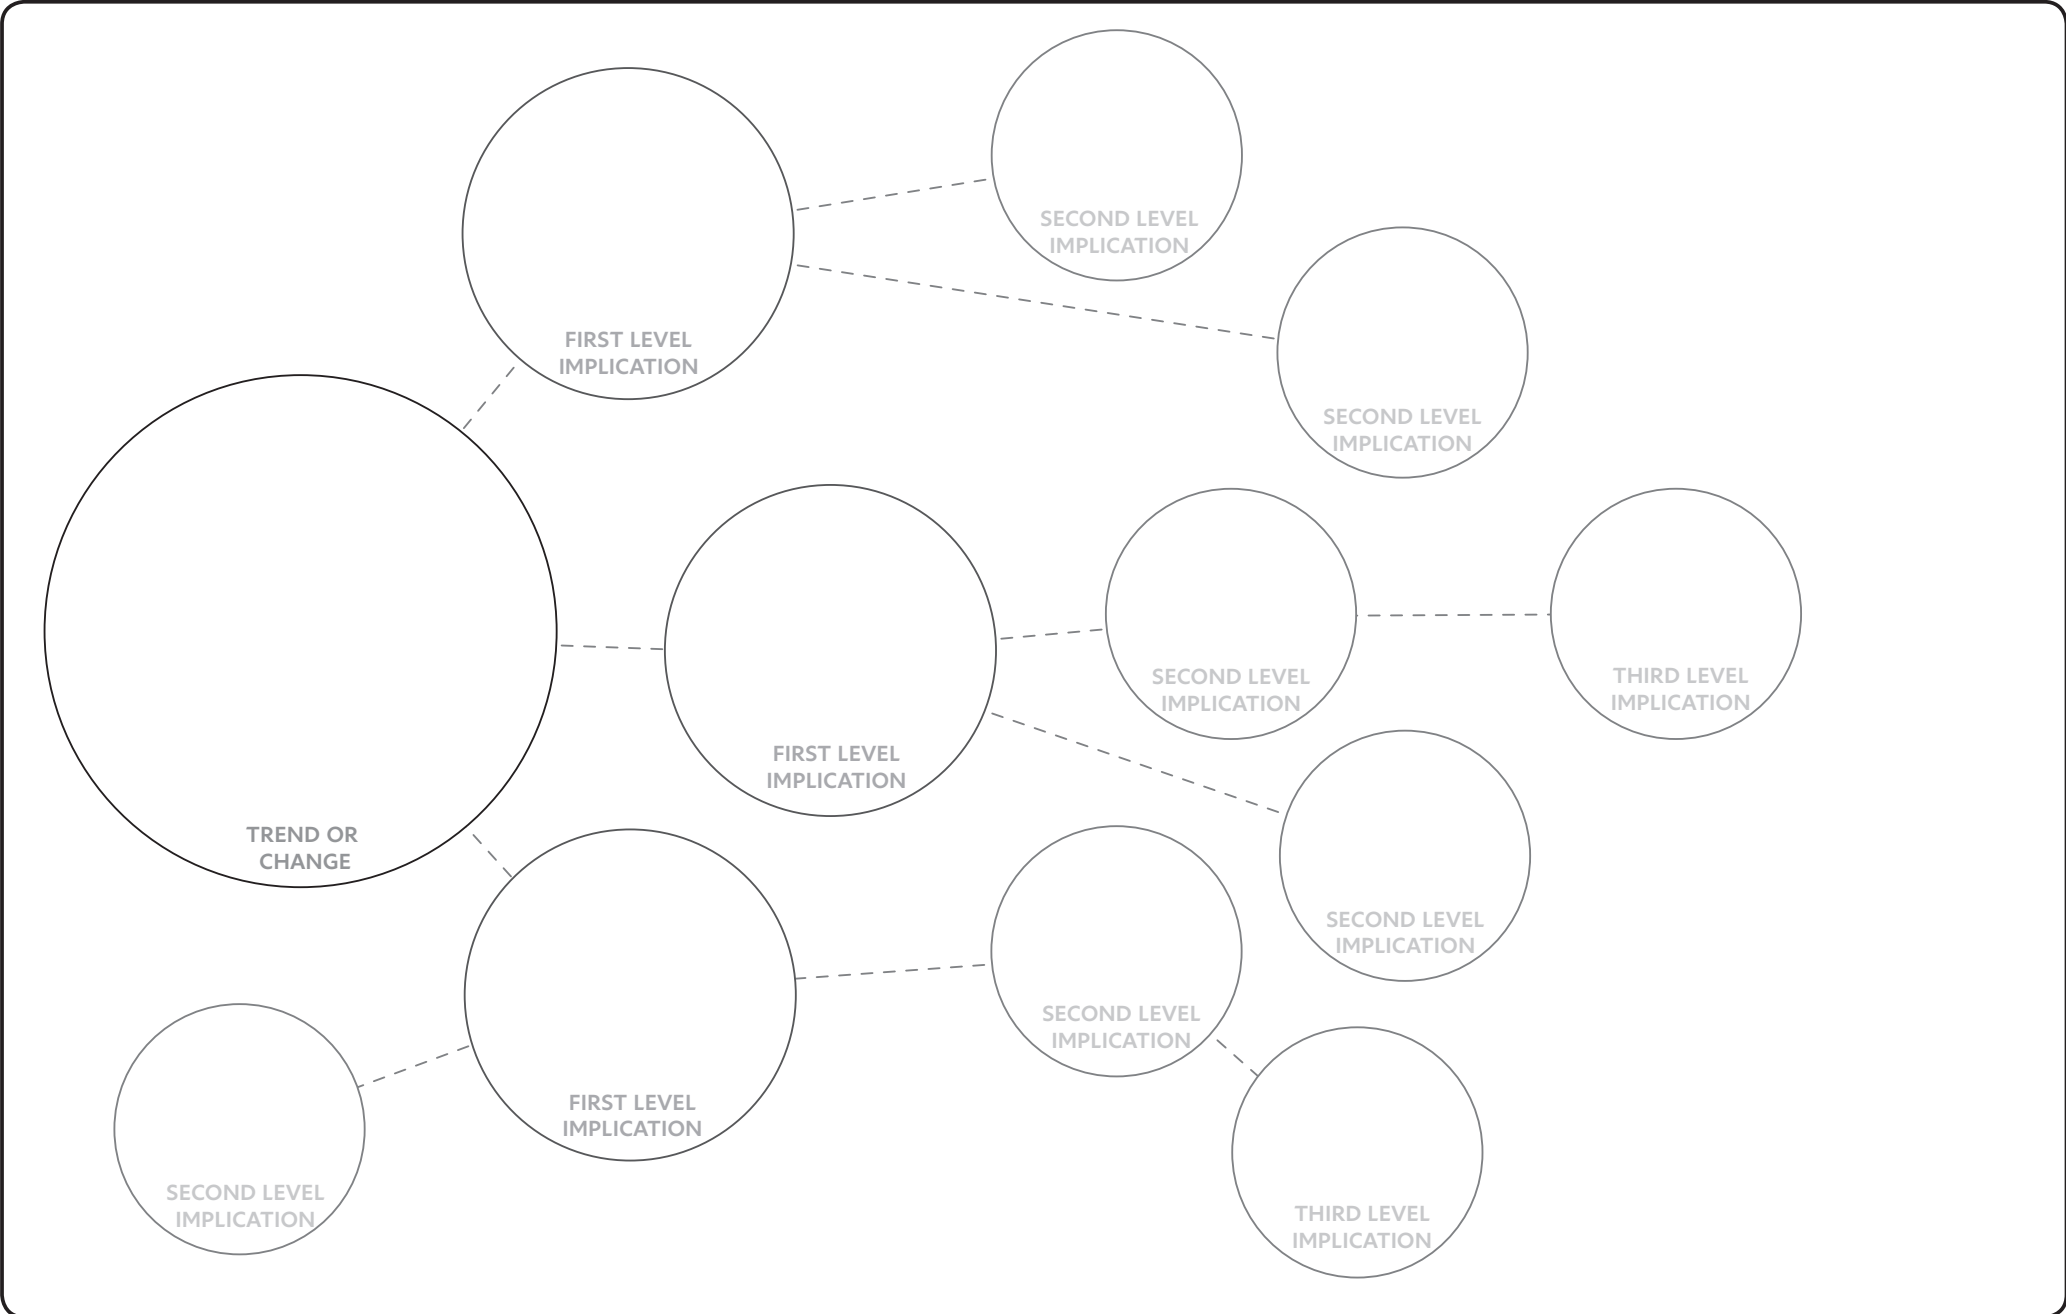 SECOND LEVEL
IMPLICATION
FIRST LEVEL
IMPLICATION
SECOND LEVEL
IMPLICATION
SECOND LEVEL
IMPLICATION
THIRD LEVEL
IMPLICATION
FIRST LEVEL
IMPLICATION
TREND OR
CHANGE
SECOND LEVEL
IMPLICATION
SECOND LEVEL
IMPLICATION
FIRST LEVEL
IMPLICATION
SECOND LEVEL
IMPLICATION
THIRD LEVEL
IMPLICATION